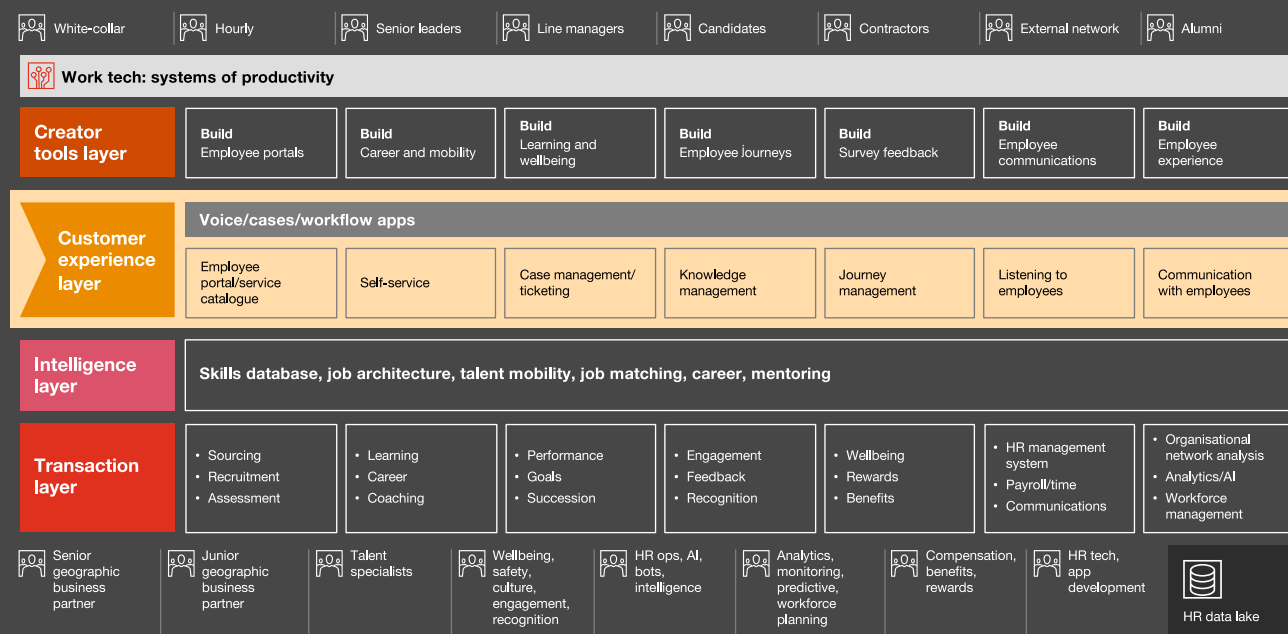 White-collar
Hourly
Senior leaders
Line managers
Candidates
Contractors
External network
Alumni
Work tech: systems of productivity
Creator
tools layer
Build
Employee portals
Build
Career and mobility
Build
Learning and
wellbeing
Build
Employee journeys
Build
Survey feedback
Build
Employee
communications
Build
Employee
experience
Customer
experience
layer
Voice/cases/workflow apps
Employee
portal/service
catalogue
Self-service
Case management/
ticketing
Knowledge
management
Journey
management
Listening to
employees
Communication
with employees
Intelligence
layer
Skills database, job architecture, talent mobility, job matching, career, mentoring
Transaction
layer
• Sourcing
• Recruitment
• Assessment
• Learning
• Career
• Coaching
• Performance
• Goals
• Succession
• Engagement
• Feedback
• Recognition
• Wellbeing
• Rewards
• Benefits
• HR management
system
• Payroll/time
• Communications
• Organisational
network analysis
• Analytics/AI
• Workforce
management
Senior
geographic
business
partner
Junior
geographic
business
partner
Talent
specialists
Wellbeing,
safety,
culture,
engagement,
recognition
HR ops, AI,
bots,
intelligence
Analytics,
monitoring,
predictive,
workforce
planning
Compensation,
benefits,
rewards
HR tech,
app
development
HR data lake